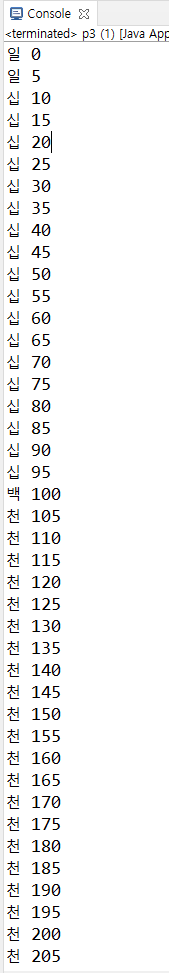 Console
<terminated> p3 (1) [Java App
일 0
일 5
십 10
십 15
십 20
십 25
십 30
십 35
십 40
십 45
십 50
십 55
십 60
십 65
십 70
십 75
십 80
십 85
십 90
십 95
백 100
천 105
천 110
천 115
천 120
천 125
천 130
천 135
천 140
천 145
천 150
천 155
천 160
천 165
천 170
천 175
천 180
천 185
천 190
천 195
천 200
천 205